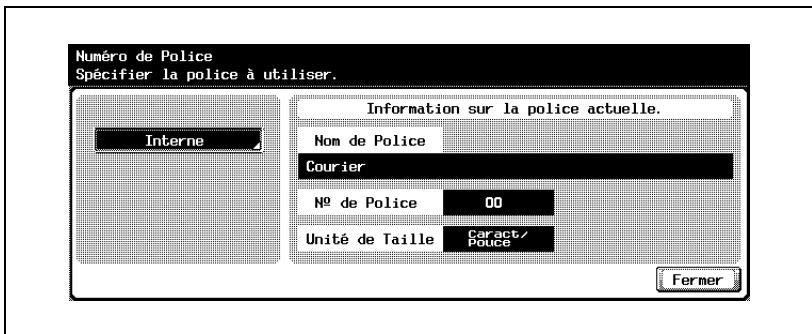 Numéro de Police
Spécifier la police à utiliser.
Information sur la police actuelle.
Interne
Nom de Police
Courier
Nº de Police 00
Unité de Taille Caract/
Pouce
Fermer